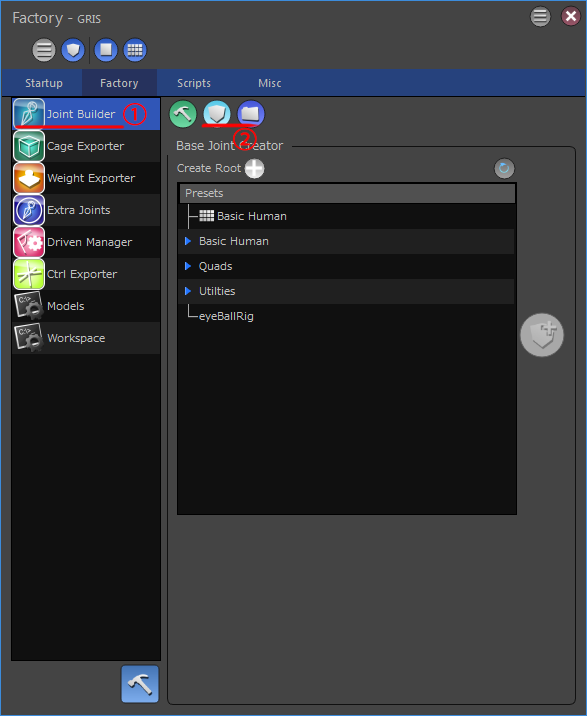 Factory - GRIS
Startup Factory Scripts Misc
Joint Builder ①
Cage Exporter
Weight Exporter
Extra Joints
Driven Manager
Ctrl Exporter
Models
Workspace
②
Base Joint Creator
Create Root
Presets
Basic Human
Basic Human
Quads
Utilties
eyeBallRig